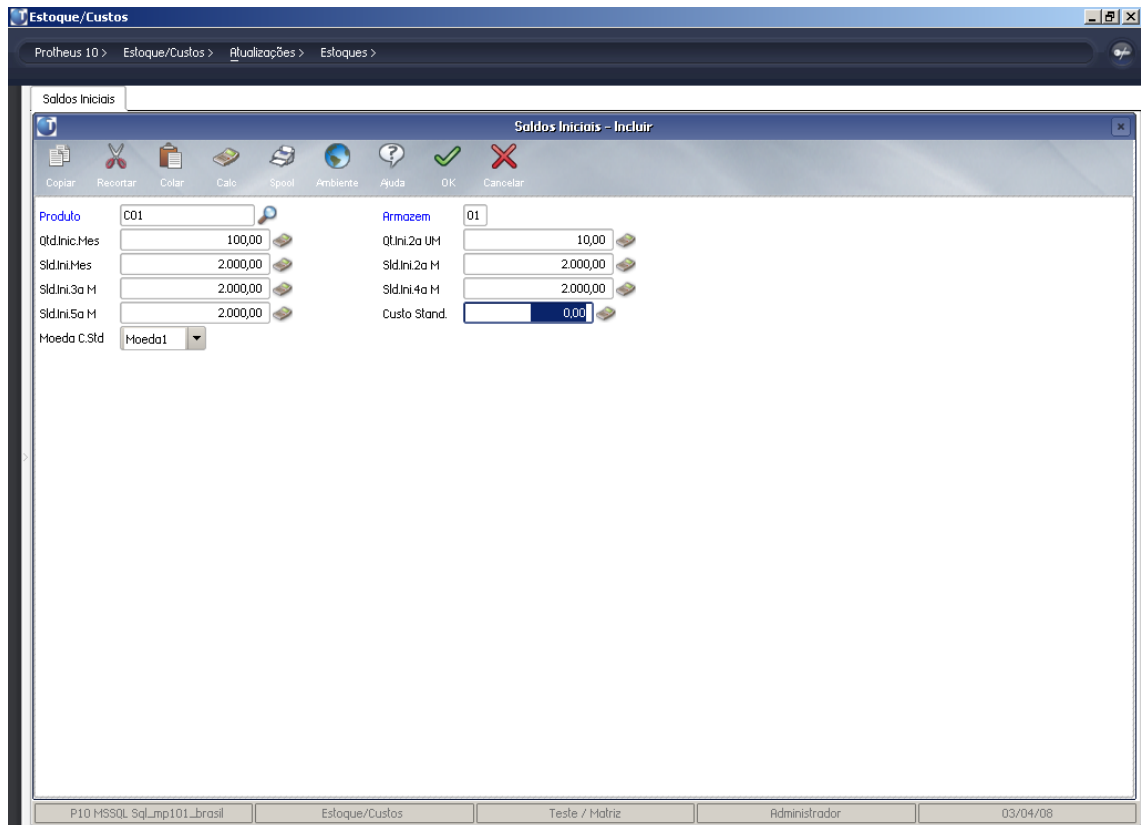 Estoque/Custos
Protheus 10 > Estoque/Custos > Atualizações > Estoques >
Saldos Iniciais
Saldos Iniciais - Incluir
Copiar Recortar Colar Calc Spool Ambiente Ajuda OK Cancelar
Produto C01 Armazem 01
Qtd.Inic.Mes 100,00 Qt.Ini.2a UM 10,00
Sld.Ini.Mes 2.000,00 Sld.Ini.2a M 2.000,00
Sld.Ini.3a M 2.000,00 Sld.Ini.4a M 2.000,00
Sld.Ini.5a M 2.000,00 Custo Stand. 0,00
Moeda C.Std Moeda1
P10 MSSQL Sql_mp101_brasil Estoque/Custos Teste / Matriz Administrador 03/04/08